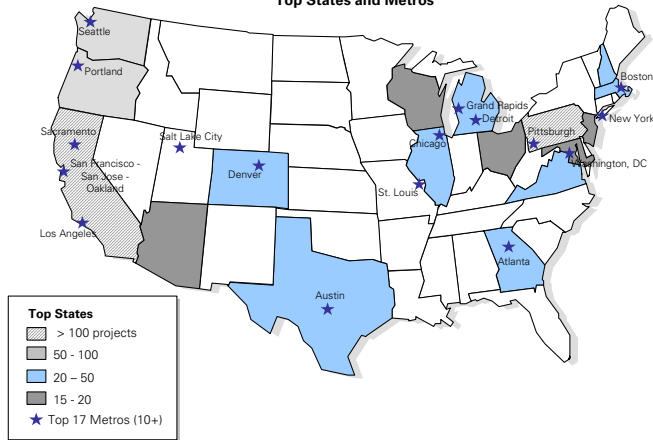 Top States and Metros
Seattle
Portland
Sacramento
San Francisco -
San Jose -
Oakland
Los Angeles
Salt Lake City
Denver
Austin
St. Louis
Chicago
Grand Rapids
Detroit
Pittsburgh
Boston
New York
Washington, DC
Atlanta
Top States
> 100 projects
50 - 100
20 – 50
15 - 20
Top 17 Metros (10+)